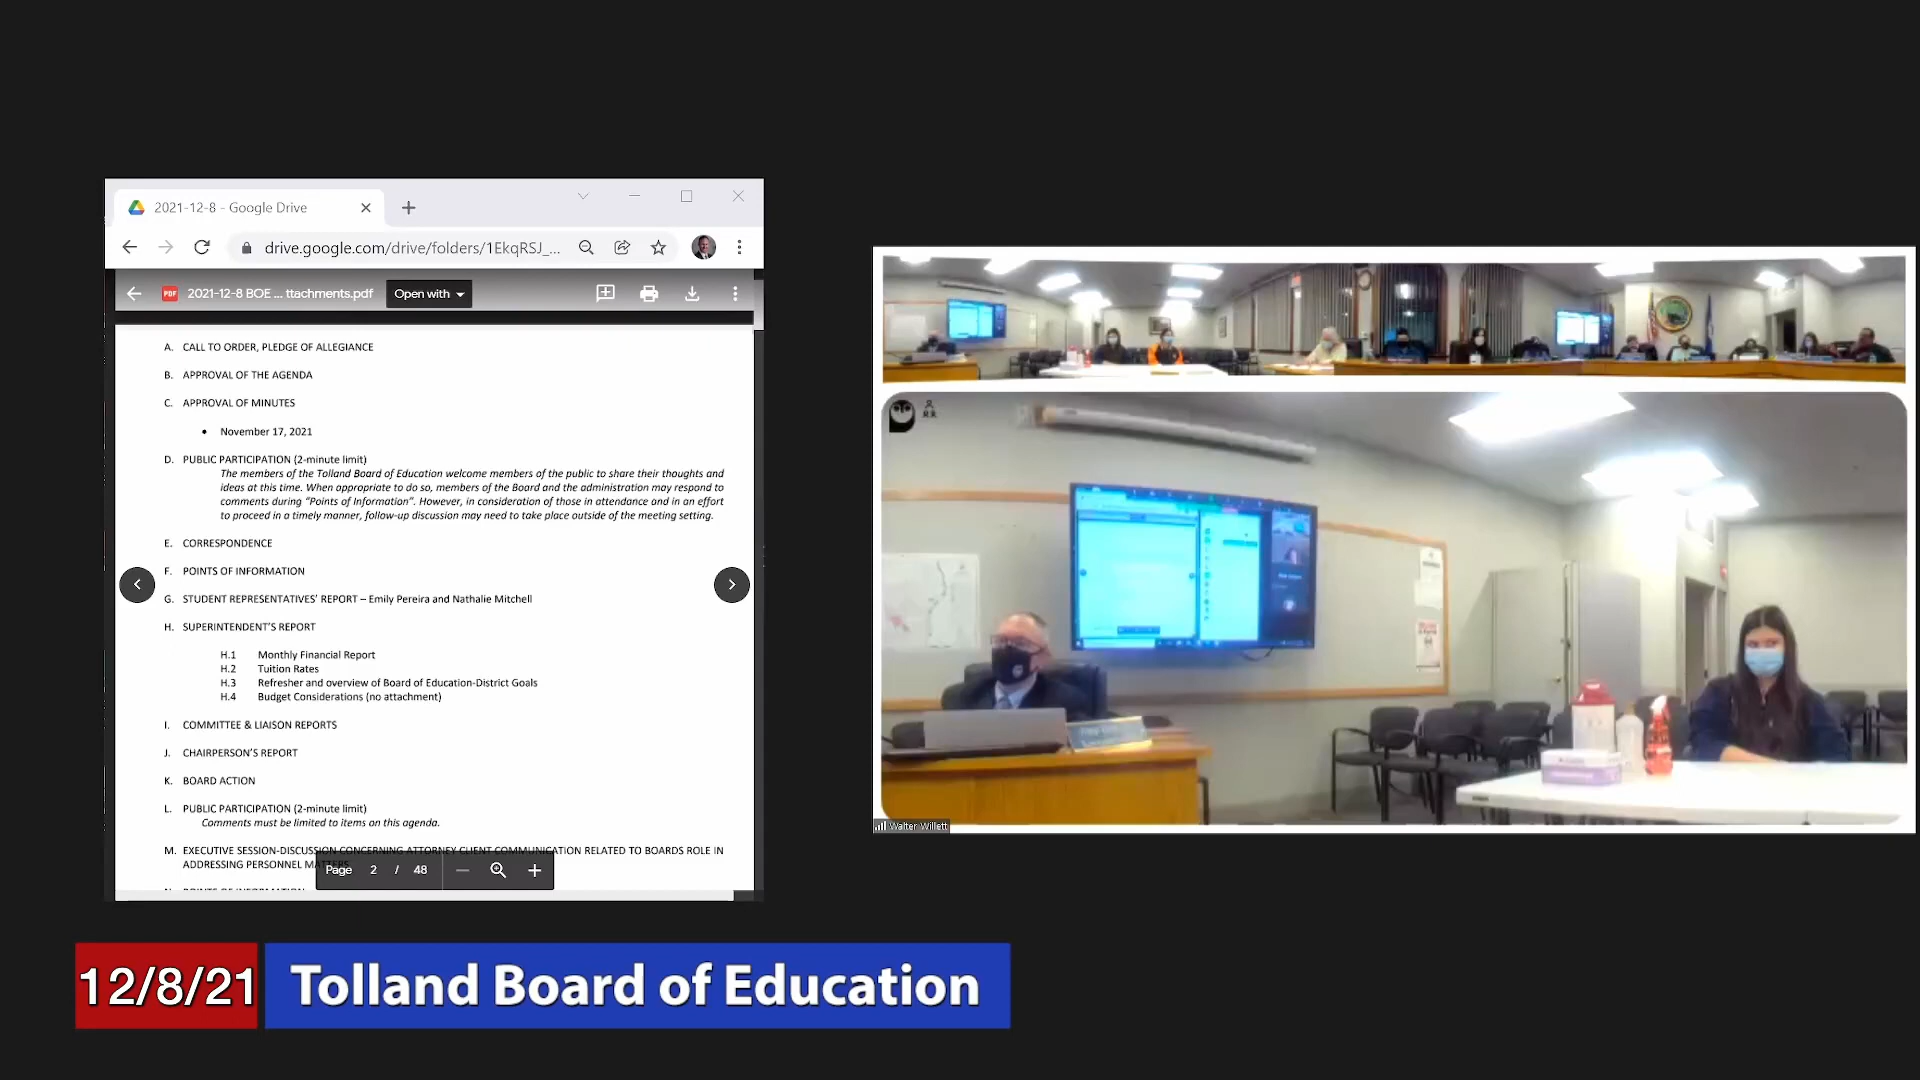 2021-12-8 - Google Drive
drive.google.com/drive/folders/1EkqRSJ_...
PDF
2021-12-8 BOE ... ttachments.pdf
Open with
A. CALL TO ORDER, PLEDGE OF ALLEGIANCE
B. APPROVAL OF THE AGENDA
C. APPROVAL OF MINUTES
• November 17, 2021
D. PUBLIC PARTICIPATION (2-minute limit)
The members of the Tolland Board of Education welcome members of the public to share their thoughts and
ideas at this time. When appropriate to do so, members of the Board and the administration may respond to
comments during "Points of Information". However, in consideration of those in attendance and in an effort
to proceed in a timely manner, follow-up discussion may need to take place outside of the meeting setting.
E. CORRESPONDENCE
F. POINTS OF INFORMATION
G. STUDENT REPRESENTATIVES' REPORT – Emily Pereira and Nathalie Mitchell
H. SUPERINTENDENT'S REPORT
H.1 Monthly Financial Report
H.2 Tuition Rates
H.3 Refresher and overview of Board of Education-District Goals
H.4 Budget Considerations (no attachment)
I. COMMITTEE & LIAISON REPORTS
J. CHAIRPERSON'S REPORT
K. BOARD ACTION
L. PUBLIC PARTICIPATION (2-minute limit)
Comments must be limited to items on this agenda.
M. EXECUTIVE SESSION-DISCUSSION CONCERNING ATTORNEY CLIENT COMMUNICATION RELATED TO BOARDS ROLE IN
ADDRESSING PERSONNEL MATTERS
N. POINTS OF INFORMATION
Page 2 / 48
Walter Willett
12/8/21
Tolland Board of Education